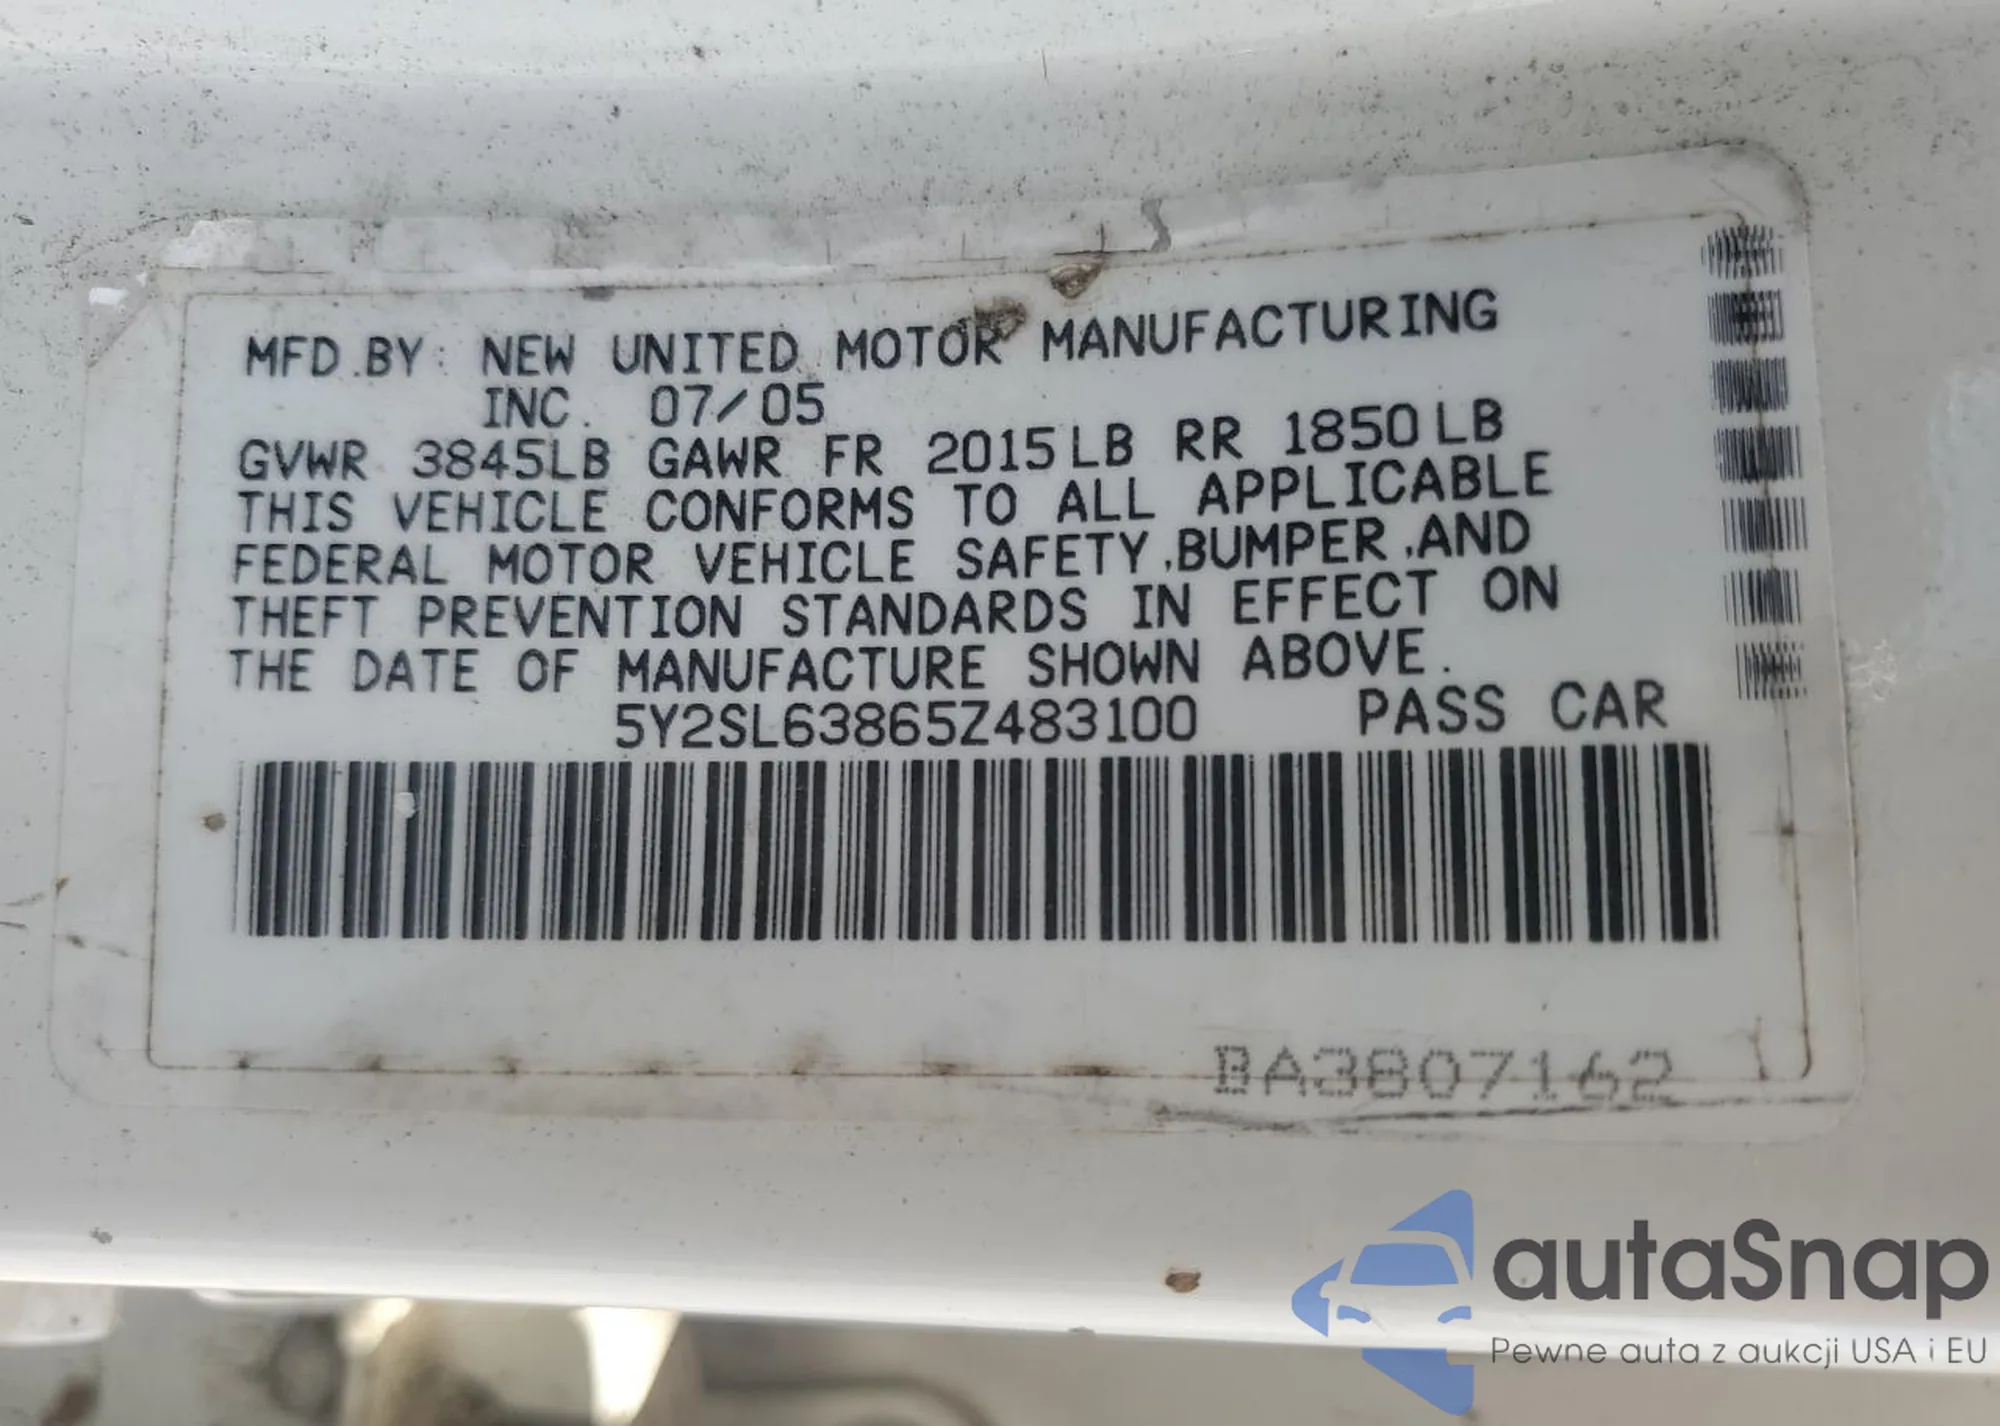 MFD.BY: NEW UNITED MOTOR MANUFACTURING
INC. 07/05
GVWR 3845LB GAWR FR 2015LB RR 1850LB
THIS VEHICLE CONFORMS TO ALL APPLICABLE
FEDERAL MOTOR VEHICLE SAFETY,BUMPER,AND
THEFT PREVENTION STANDARDS IN EFFECT ON
THE DATE OF MANUFACTURE SHOWN ABOVE.
5Y2SL63865Z483100 PASS CAR
BA3807162
autaSnap
Pewne auta z aukcji USA i EU